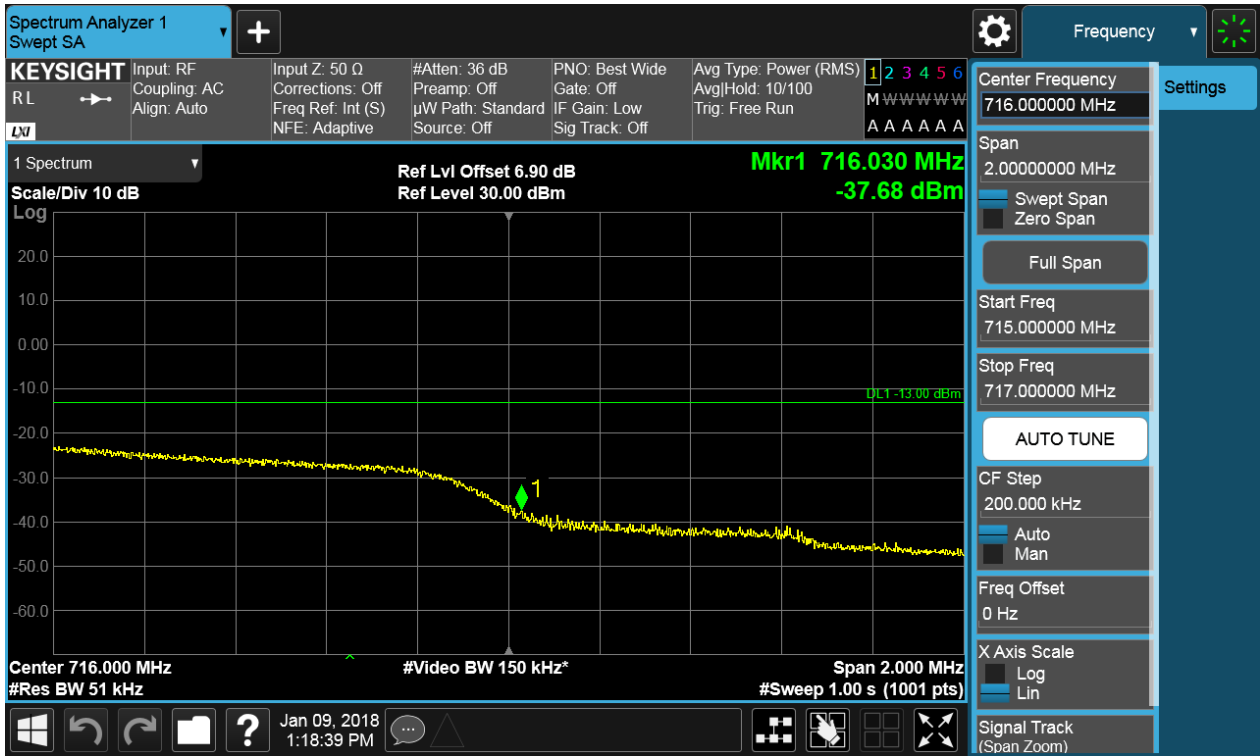 Spectrum Analyzer 1
Swept SA
+
Frequency
KEYSIGHT
RL
LXI
Input: RF
Coupling: AC
Align: Auto
Input Z: 50 Ω
Corrections: Off
Freq Ref: Int (S)
NFE: Adaptive
#Atten: 36 dB
Preamp: Off
µW Path: Standard
Source: Off
PNO: Best Wide
Gate: Off
IF Gain: Low
Sig Track: Off
Avg Type: Power (RMS)
Avg|Hold: 10/100
Trig: Free Run
1 2 3 4 5 6
M W W W W W
A A A A A A
1 Spectrum
Scale/Div 10 dB
Log
Ref Lvl Offset 6.90 dB
Ref Level 30.00 dBm
Mkr1 716.030 MHz
-37.68 dBm
20.0
10.0
0.00
-10.0
-20.0
-30.0
-40.0
-50.0
-60.0
DL1 -13.00 dBm
1
Center 716.000 MHz
#Video BW 150 kHz*
Span 2.000 MHz
#Res BW 51 kHz
#Sweep 1.00 s (1001 pts)
Center Frequency
716.000000 MHz
Span
2.00000000 MHz
Swept Span
Zero Span
Full Span
Start Freq
715.000000 MHz
Stop Freq
717.000000 MHz
AUTO TUNE
CF Step
200.000 kHz
Auto
Man
Freq Offset
0 Hz
X Axis Scale
Log
Lin
Signal Track
(Span Zoom)
Settings
?
Jan 09, 2018
1:18:39 PM